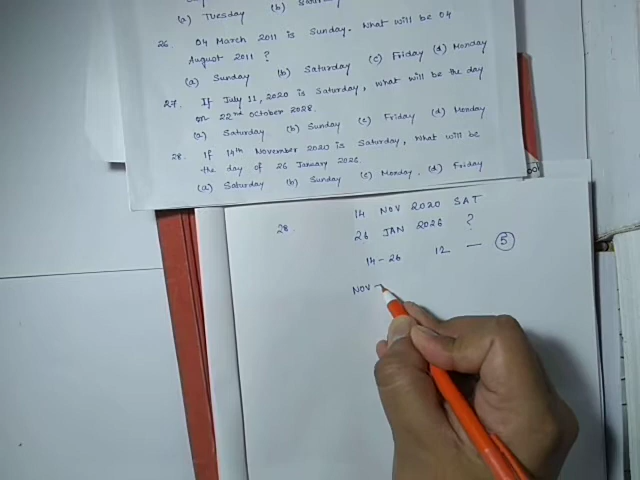 (a) Tuesday (b)
26. 04 March 2011 is Sunday. What will be 04
August 2011 ?
(a) Sunday (b) Saturday (c) Friday (d) Monday
27. If July 11, 2020 is Saturday, what will be the day
on 22nd October 2028.
(a) Saturday (b) Sunday (c) Friday (d) Monday
28. If 14th November 2020 is Saturday, What will be
the day of 26 January 2026.
(a) Saturday (b) Sunday (c) Monday (d) Friday
28. 14 NOV 2020 SAT
26 JAN 2026 ?
14 - 26 12 — 5
NOV -